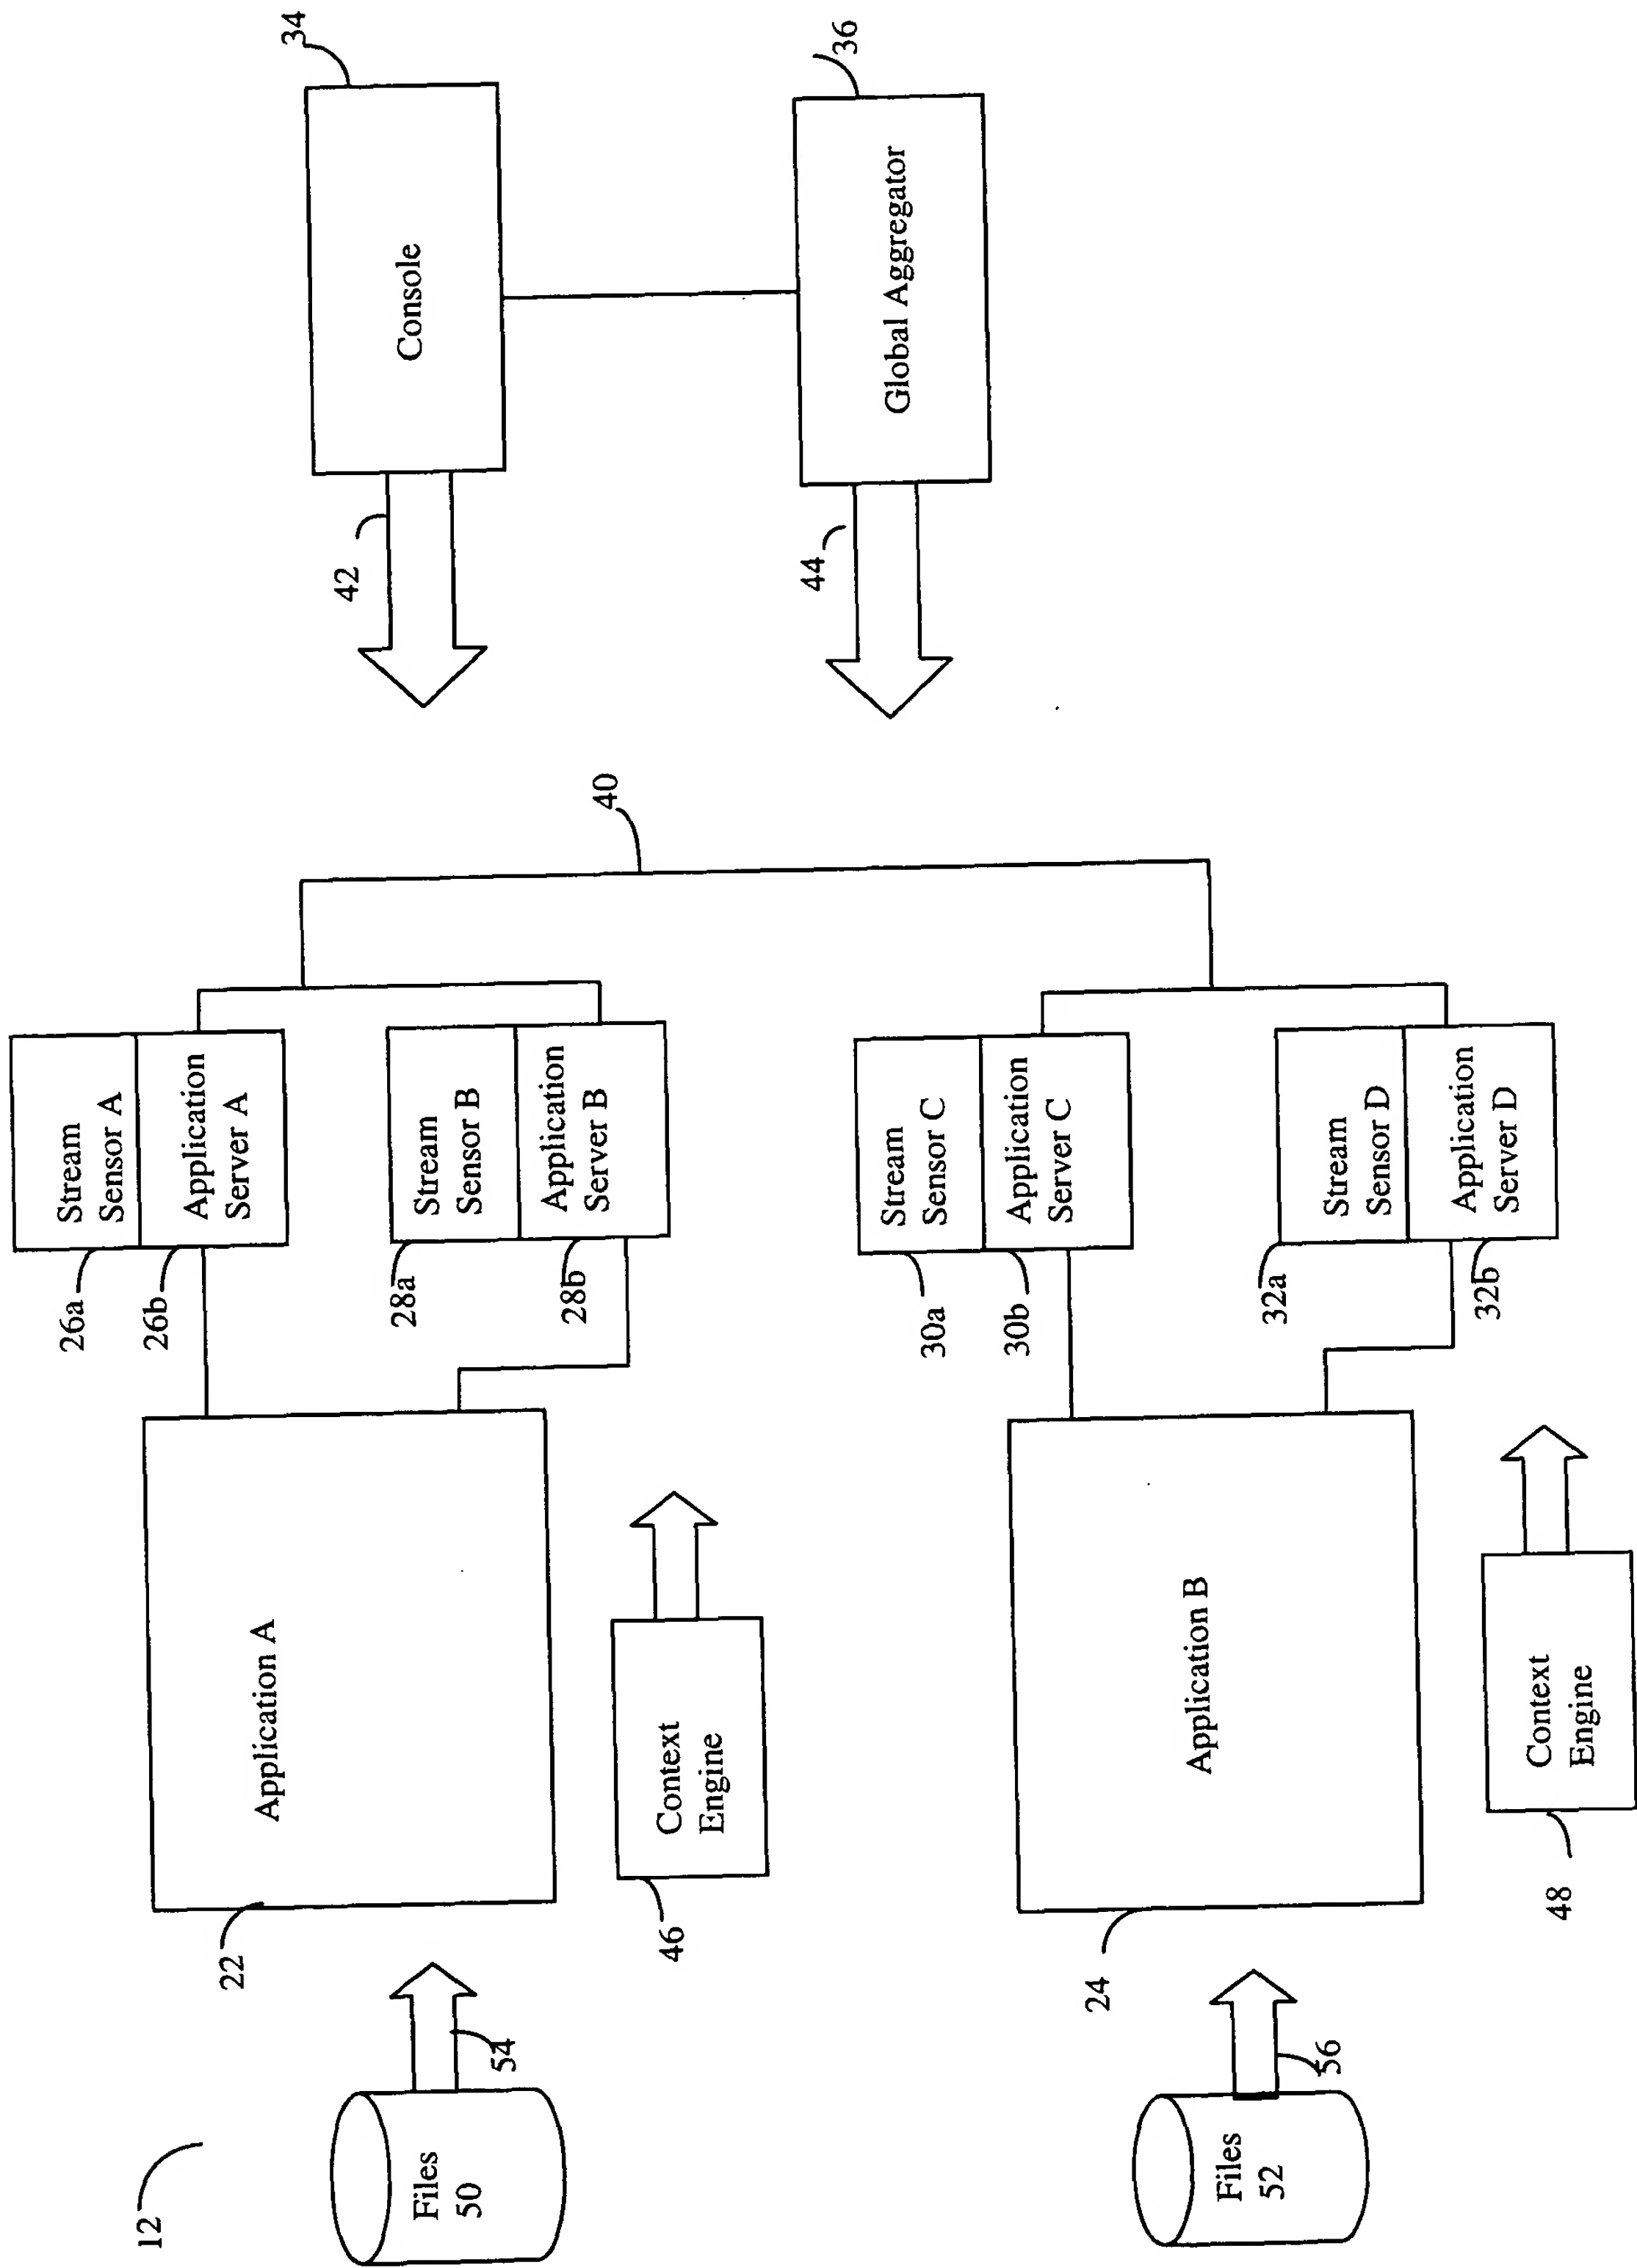 12
Files
50
54
22
Application A
46
Context
Engine
26a
Stream
Sensor A
26b
Application
Server A
28a
Stream
Sensor B
28b
Application
Server B
Files
52
56
24
Application B
48
Context
Engine
30a
Stream
Sensor C
30b
Application
Server C
32a
Stream
Sensor D
32b
Application
Server D
40
42
Console
34
44
Global Aggregator
36